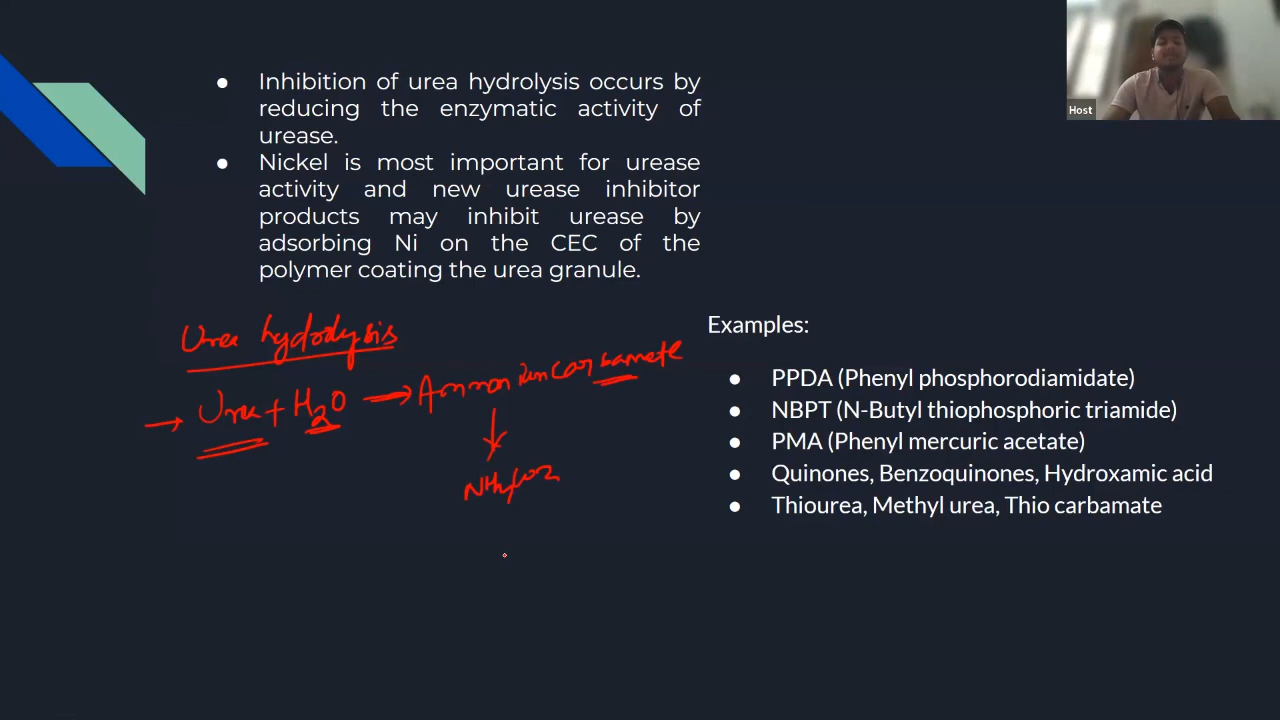 Host
● Inhibition of urea hydrolysis occurs by
reducing the enzymatic activity of
urease.
● Nickel is most important for urease
activity and new urease inhibitor
products may inhibit urease by
adsorbing Ni on the CEC of the
polymer coating the urea granule.
Urea hydrolysis
→ Urea + H2O → Ammonium carbamate
↓
Examples:
● PPDA (Phenyl phosphorodiamidate)
● NBPT (N-Butyl thiophosphoric triamide)
● PMA (Phenyl mercuric acetate)
● Quinones, Benzoquinones, Hydroxamic acid
● Thiourea, Methyl urea, Thio carbamate